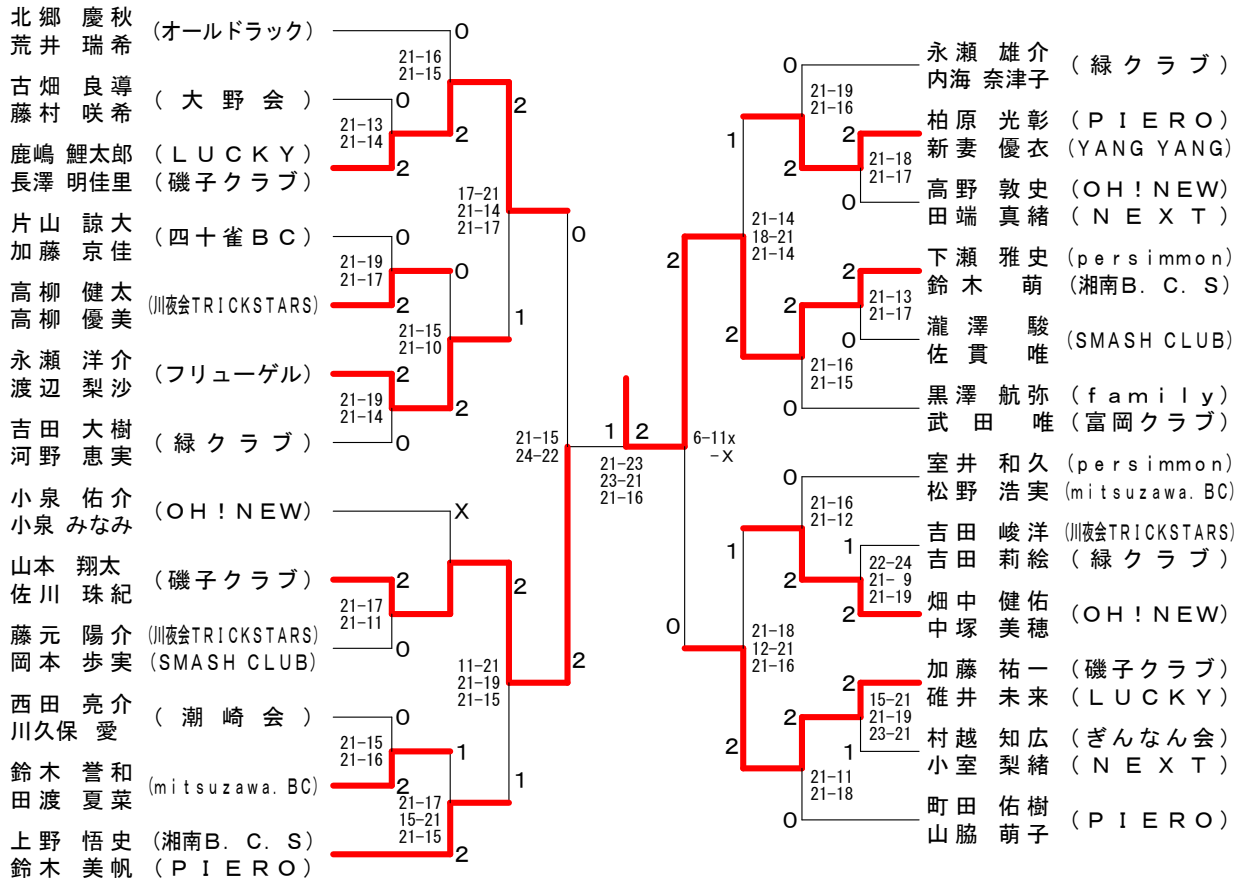 北郷 慶秋 (オールドラック) 0
荒井 瑞希
21-16
21-15
古畑 良導 (大野会) 0
藤村 咲希
2
21-13
21-14
2
鹿嶋 鯉太郎 (LUCKY) 2
長澤 明佳里 (磯子クラブ)
17-21
21-14
21-17
0
片山 諒大 (四十雀BC) 0
加藤 京佳
21-19
21-17
0
高柳 健太 (川夜会TRICKSTARS) 2
高柳 優美
21-15
21-10
1
永瀬 洋介 (フリューゲル) 2
渡辺 梨沙
21-19
21-14
2
吉田 大樹 (緑クラブ) 0
河野 恵実
21-15
24-22
1 2
21-23
23-21
21-16
小泉 佑介 (OH!NEW) X
小泉 みなみ
山本 翔太 (磯子クラブ) 2
佐川 珠紀
2
21-17
21-11
藤元 陽介 (川夜会TRICKSTARS) 0
岡本 歩実 (SMASH CLUB)
11-21
21-19
21-15
2
西田 亮介 (潮崎会) 0
川久保 愛
21-15
21-16
1
鈴木 誉和 (mitsuzawa.BC) 2
田渡 夏菜
21-17
15-21
21-15
1
上野 悟史 (湘南B.C.S) 2
鈴木 美帆 (PIERO)
0 永瀬 雄介 (緑クラブ)
内海 奈津子
21-19
21-16
1
2 柏原 光彰 (PIERO)
新妻 優衣 (YANG YANG)
2
21-18
21-17
0 高野 敦史 (OH!NEW)
田端 真緒 (NEXT)
21-14
18-21
21-14
2
2 下瀬 雅史 (persimmon)
鈴木 萌 (湘南B.C.S)
2
21-13
21-17
2
0 瀧澤 駿 (SMASH CLUB)
佐貫 唯
21-16
21-15
0 黒澤 航弥 (family)
武田 唯 (富岡クラブ)
6-11x
-X
0 室井 和久 (persimmon)
松野 浩実 (mitsuzawa.BC)
21-16
21-12
1
1 吉田 峻洋 (川夜会TRICKSTARS)
吉田 莉絵 (緑クラブ)
22-24
21- 9
21-19
2
2 畑中 健佑 (OH!NEW)
中塚 美穂
0
21-18
12-21
21-16
2 加藤 祐一 (磯子クラブ)
碓井 未来 (LUCKY)
2
15-21
21-19
23-21
2
1 村越 知広 (ぎんなん会)
小室 梨緒 (NEXT)
21-11
21-18
0 町田 佑樹 (PIERO)
山脇 萌子